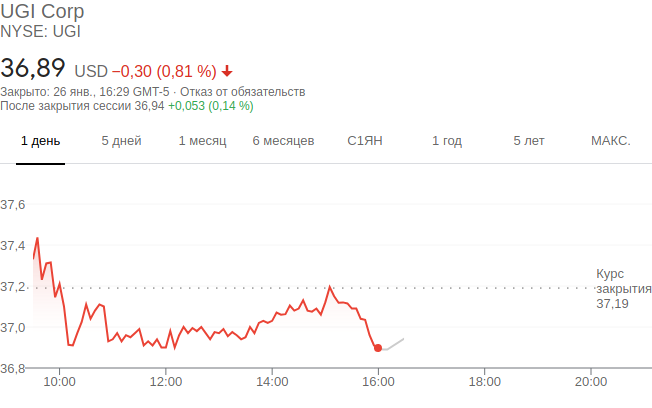 UGI Corp
NYSE: UGI
36,89 USD −0,30 (0,81 %)
Закрыто: 26 янв., 16:29 GMT-5 · Отказ от обязательств
После закрытия сессии 36,94 +0,053 (0,14 %)
1 день 5 дней 1 месяц 6 месяцев С1ЯН 1 год 5 лет МАКС.
37,6
37,4
Курс
37,2 закрытия
37,19
37,0
36,8
10:00 12:00 14:00 16:00 18:00 20:00